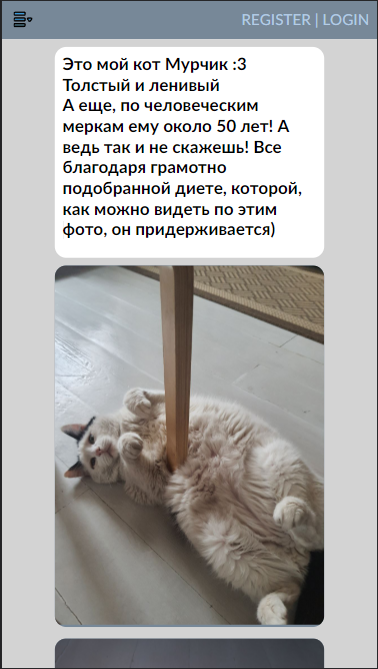 REGISTER | LOGIN
Это мой кот Мурчик :3
Толстый и ленивый
А еще, по человеческим
меркам ему около 50 лет! А
ведь так и не скажешь! Все
благодаря грамотно
подобранной диете, которой,
как можно видеть по этим
фото, он придерживается)